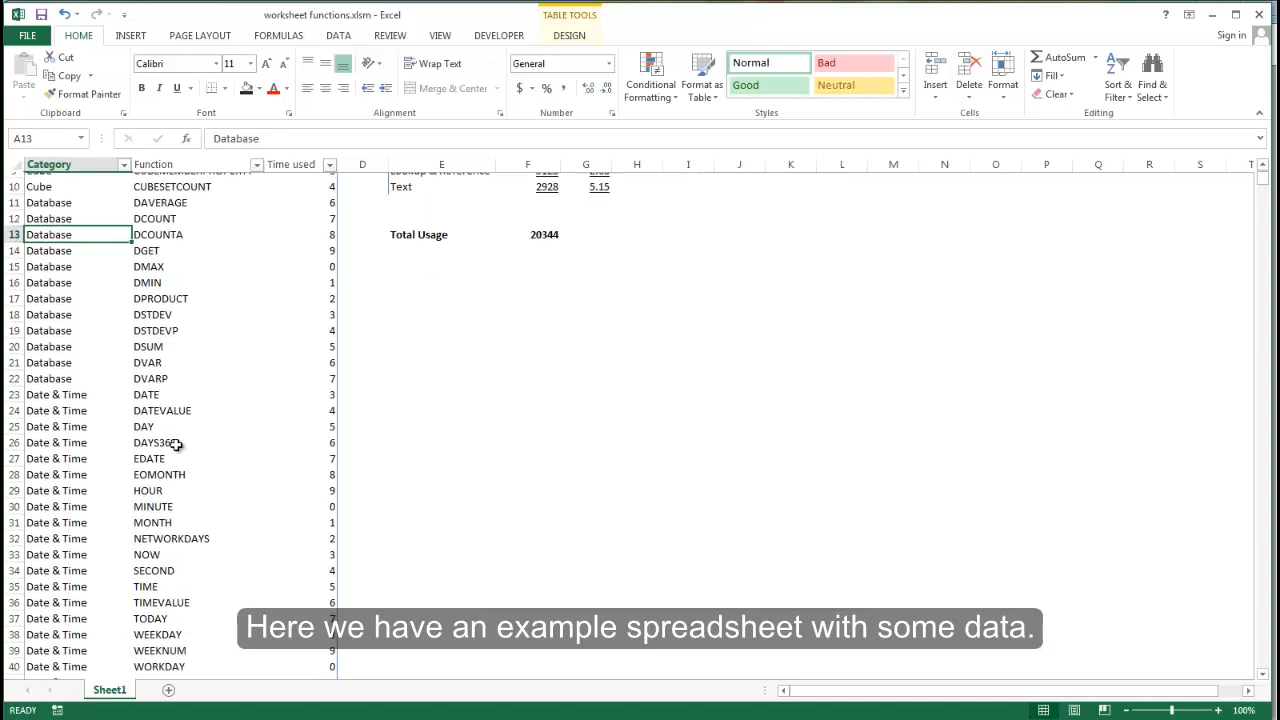 worksheet functions.xlsm - Excel
TABLE TOOLS
? Sign in
FILE HOME INSERT PAGE LAYOUT FORMULAS DATA REVIEW VIEW DEVELOPER DESIGN
Paste Cut Copy Format Painter
Clipboard
Calibri 11
B I U A
Font
Wrap Text
Merge & Center
Alignment
General
$ % ,
Number
Conditional Formatting Format as Table
Normal Bad
Good Neutral
Styles
Insert Delete Format
Cells
AutoSum Fill Clear
Sort & Filter Find & Select
Editing
A13 fx Database
Category Function Time used D E F G H I J K L M N O P Q R S T
10 Cube CUBESETCOUNT 4 Text 2928 5.15
11 Database DAVERAGE 6
12 Database DCOUNT 7
13 Database DCOUNTA 8 Total Usage 20344
14 Database DGET 9
15 Database DMAX 0
16 Database DMIN 1
17 Database DPRODUCT 2
18 Database DSTDEV 3
19 Database DSTDEVP 4
20 Database DSUM 5
21 Database DVAR 6
22 Database DVARP 7
23 Date & Time DATE 3
24 Date & Time DATEVALUE 4
25 Date & Time DAY 5
26 Date & Time 6
27 Date & Time EDATE 7
28 Date & Time EOMONTH 8
29 Date & Time HOUR 9
30 Date & Time MINUTE 0
31 Date & Time MONTH 1
32 Date & Time NETWORKDAYS 2
33 Date & Time NOW 3
34 Date & Time SECOND 4
35 Date & Time TIME 5
36 Date & Time TIMEVALUE 6
37 Date & Time TODAY 7
38 Date & Time WEEKDAY
39 Date & Time WEEKNUM 9
40 Date & Time WORKDAY 0
Here we have an example spreadsheet with some data.
Sheet1
READY 100%